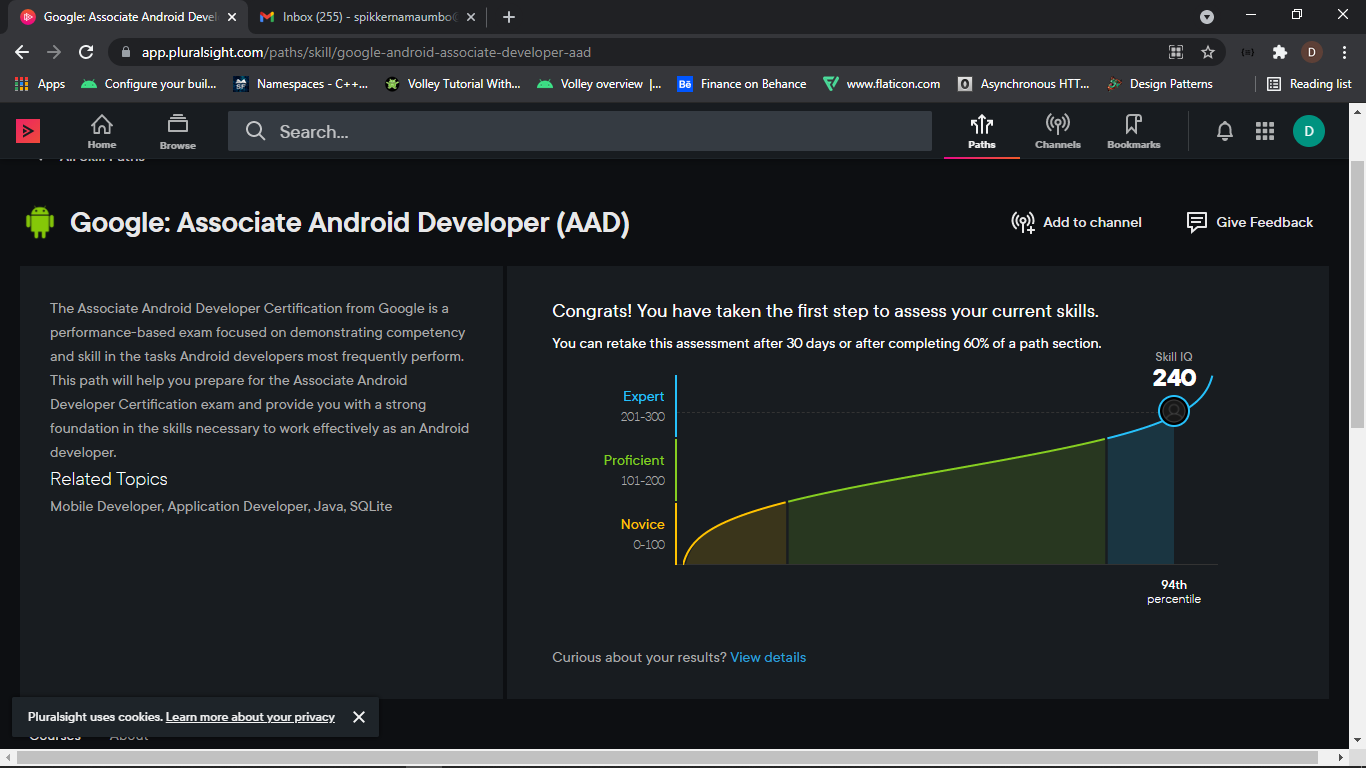 Google: Associate Android Devel
Inbox (255) - spikkernamaumbo
app.pluralsight.com/paths/skill/google-android-associate-developer-aad
D
Apps
Configure your buil...
Namespaces - C++...
Volley Tutorial With...
Volley overview |...
Finance on Behance
www.flaticon.com
Asynchronous HTT...
Design Patterns
Reading list
Home
Browse
Search...
Paths
Channels
Bookmarks
D
All Skill Paths
Google: Associate Android Developer (AAD)
Add to channel
Give Feedback
The Associate Android Developer Certification from Google is a
performance-based exam focused on demonstrating competency
and skill in the tasks Android developers most frequently perform.
This path will help you prepare for the Associate Android
Developer Certification exam and provide you with a strong
foundation in the skills necessary to work effectively as an Android
developer.
Related Topics
Mobile Developer, Application Developer, Java, SQLite
Congrats! You have taken the first step to assess your current skills.
You can retake this assessment after 30 days or after completing 60% of a path section.
Skill IQ
240
Expert
201-300
Proficient
101-200
Novice
0-100
94th
percentile
Curious about your results? View details
Pluralsight uses cookies. Learn more about your privacy
Courses
About